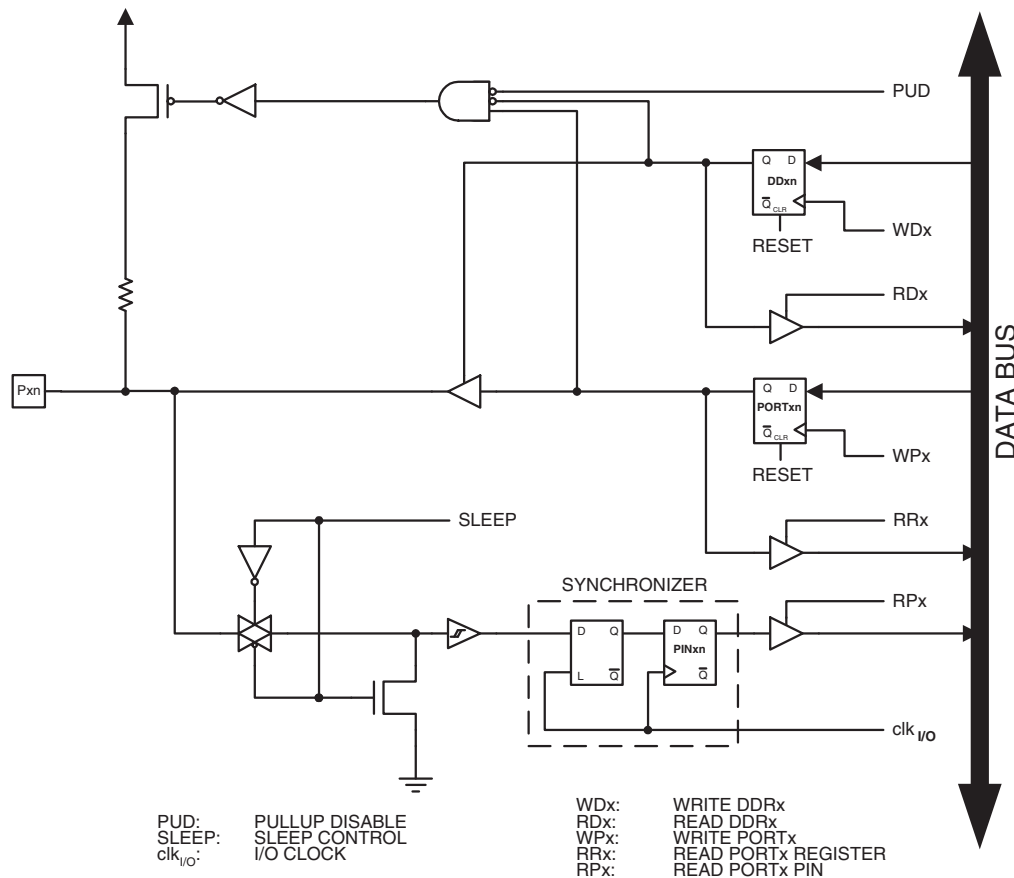 PUD
Q D
DDxn
Q CLR
WDx
RESET
RDx
DATA BUS
Pxn
Q D
PORTxn
Q CLR
WPx
RESET
SLEEP
RRx
SYNCHRONIZER
RPx
D Q
L Q
D Q
PINxn
Q
clk I/O
PUD: PULLUP DISABLE
SLEEP: SLEEP CONTROL
clkI/O: I/O CLOCK
WDx: WRITE DDRx
RDx: READ DDRx
WPx: WRITE PORTx
RRx: READ PORTx REGISTER
RPx: READ PORTx PIN